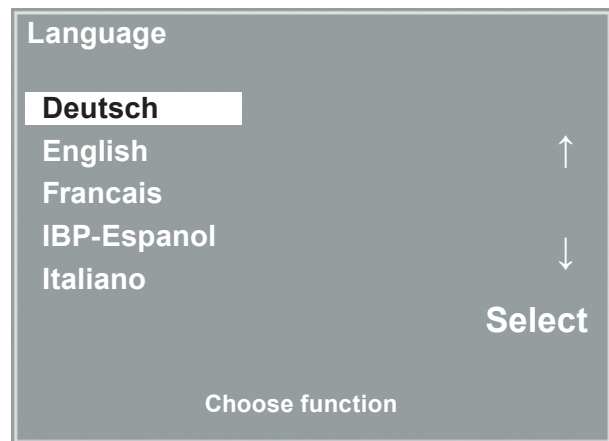 Language
Deutsch
English
↑
Francais
IBP-Espanol
↓
Italiano
Select
Choose function